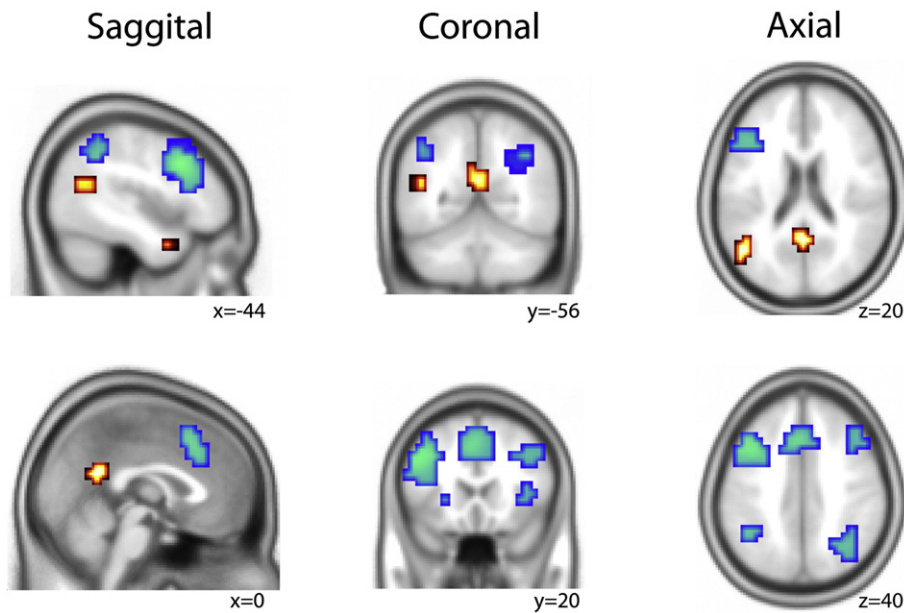 Saggital
Coronal
Axial
x=-44
y=-56
z=20
x=0
y=20
z=40